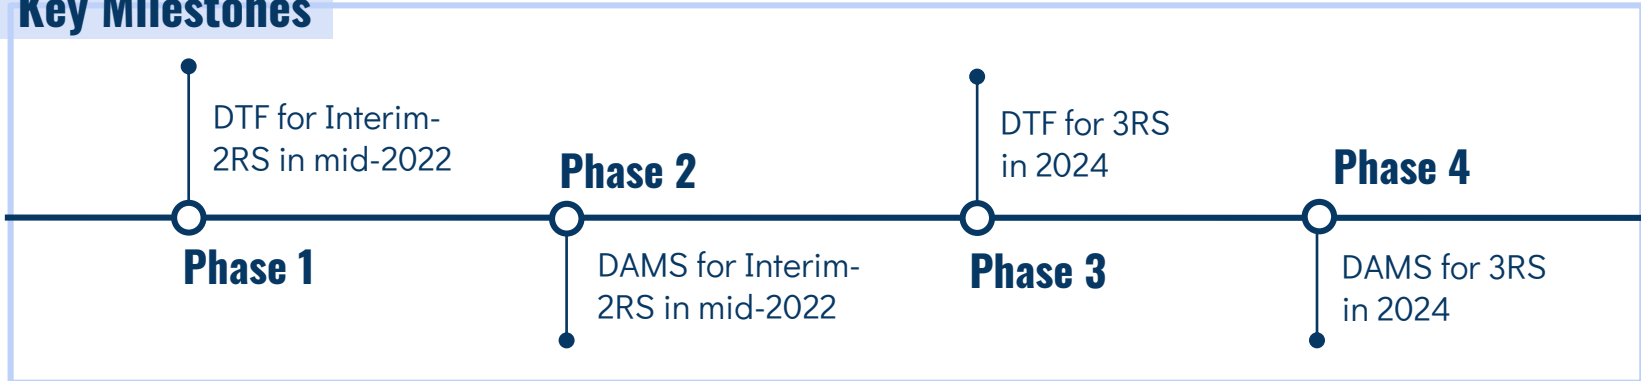 Key Milestones
DTF for Interim-
2RS in mid-2022
Phase 1
Phase 2
DAMS for Interim-
2RS in mid-2022
DTF for 3RS
in 2024
Phase 3
Phase 4
DAMS for 3RS
in 2024